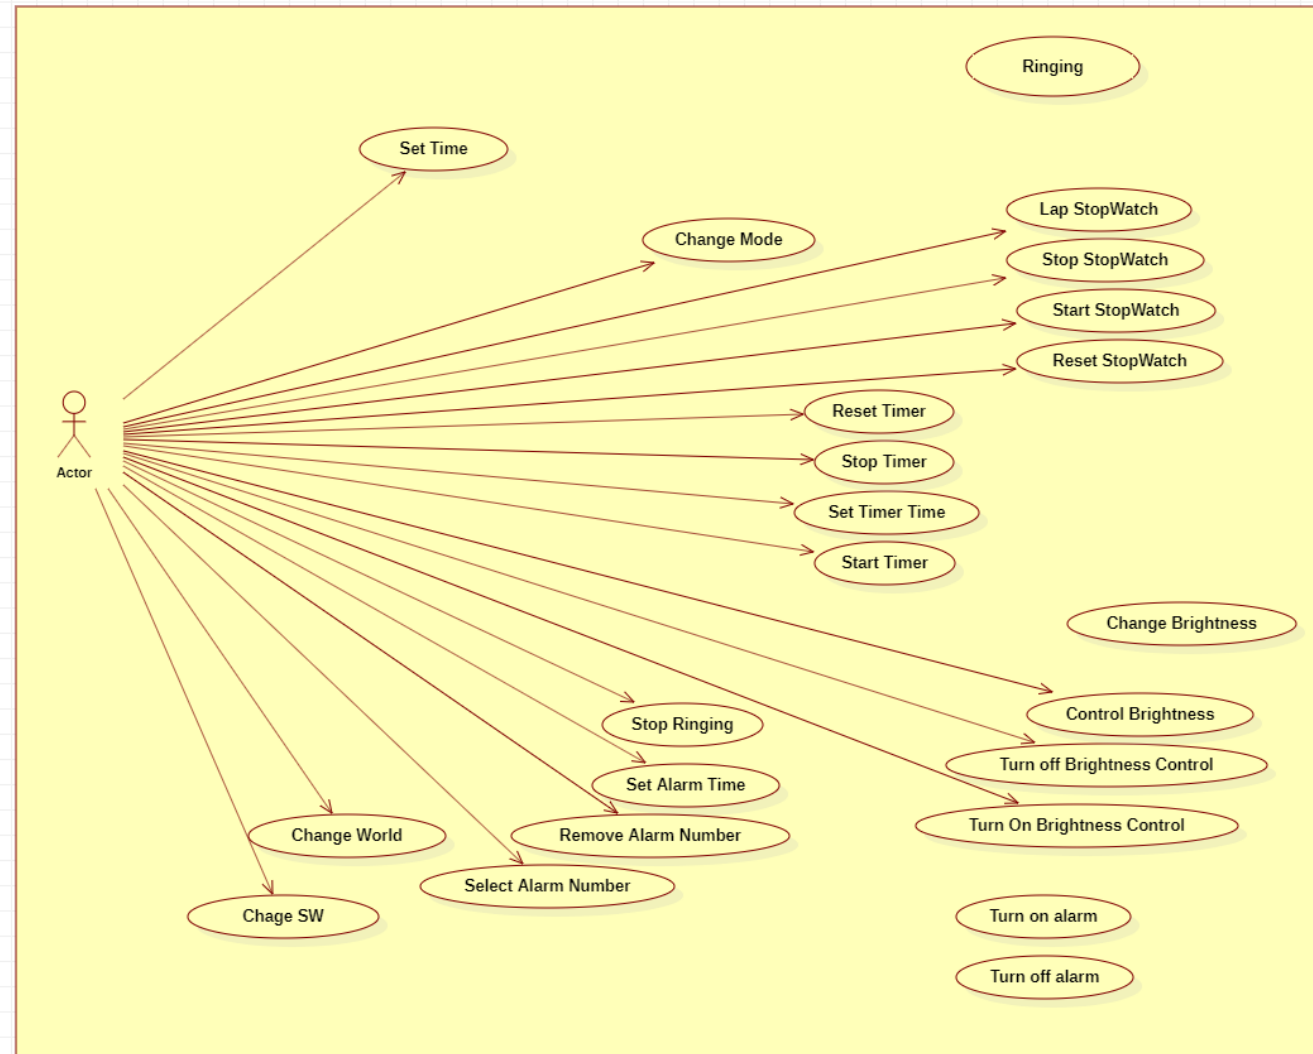 Ringing
Set Time
Lap StopWatch
Change Mode
Stop StopWatch
Start StopWatch
Reset StopWatch
Reset Timer
Stop Timer
Actor
Set Timer Time
Start Timer
Change Brightness
Control Brightness
Stop Ringing
Turn off Brightness Control
Set Alarm Time
Turn On Brightness Control
Change World
Remove Alarm Number
Select Alarm Number
Chage SW
Turn on alarm
Turn off alarm